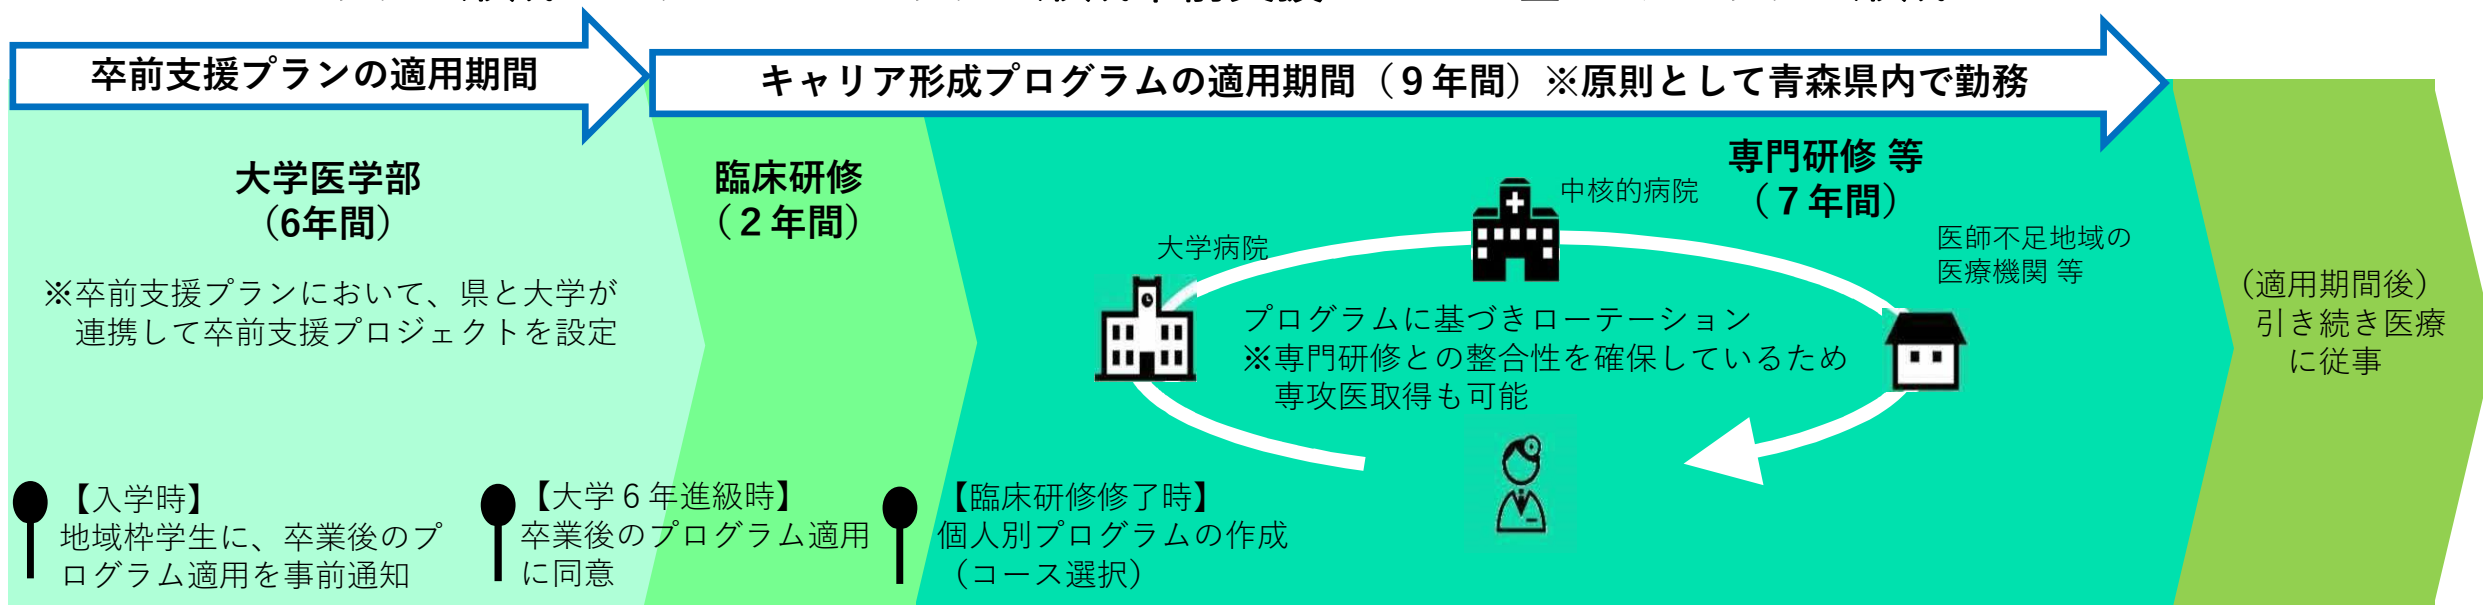 卒前支援プランの適用期間
キャリア形成プログラムの適用期間（９年間）※原則として青森県内で勤務
大学医学部
（6年間）
※卒前支援プランにおいて、県と大学が
連携して卒前支援プロジェクトを設定
臨床研修
（２年間）
専門研修 等
（７年間）
中核的病院
大学病院
医師不足地域の
医療機関 等
プログラムに基づきローテーション
※専門研修との整合性を確保しているため
専攻医取得も可能
（適用期間後）
引き続き医療
に従事
【入学時】
地域枠学生に、卒業後のプ
ログラム適用を事前通知
【大学６年進級時】
卒業後のプログラム適用
に同意
【臨床研修修了時】
個人別プログラムの作成
（コース選択）